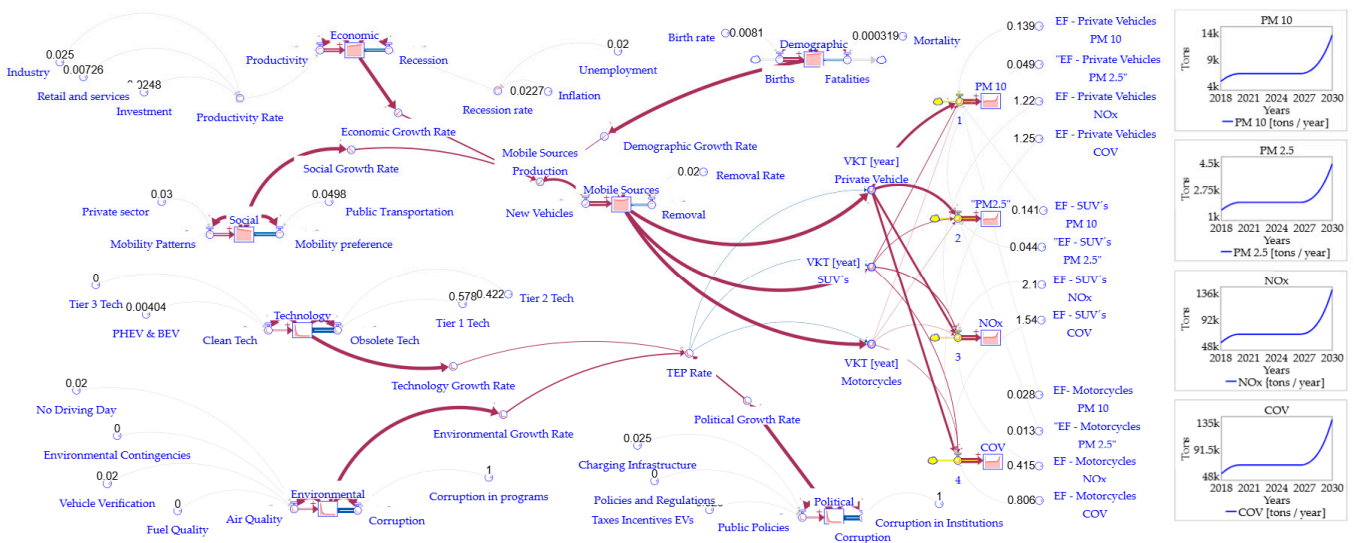 Economic
Productivity
Recession
0.025
Industry
0.00726
Retail and services
0.0248
Investment
Productivity Rate
0.02
Unemployment
0.0227
Inflation
Recession rate
Economic Growth Rate
Birth rate
0.0081
Demographic
0.000319
Mortality
Births
Fatalities
Demographic Growth Rate
Social Growth Rate
Mobile Sources
Production
0.03
Private sector
Social
0.0498
Public Transportation
Mobility Patterns
Mobility preference
New Vehicles
Mobile Sources
0.02
Removal Rate
Removal
VKT [year]
Private Vehicle
VKT [yeat]
SUV´s
VKT [yeat]
Motorcycles
0
Tier 3 Tech
0.00404
PHEV & BEV
Technology
Clean Tech
Obsolete Tech
0.578
0.422
Tier 2 Tech
Tier 1 Tech
Technology Growth Rate
TEP Rate
0.02
No Driving Day
0
Environmental Contingencies
0.02
Vehicle Verification
0
Fuel Quality
Environmental
Air Quality
Corruption
1
Corruption in programs
Environmental Growth Rate
Political Growth Rate
0.025
Charging Infrastructure
0
Policies and Regulations
Taxes Incentives EVs
Public Policies
Political
Corruption
1
Corruption in Institutions
PM 10
1
"PM2.5"
2
NOx
3
COV
4
0.139
EF - Private Vehicles
PM 10
0.049
"EF - Private Vehicles
PM 2.5"
1.22
EF - Private Vehicles
NOx
1.25
EF - Private Vehicles
COV
0.141
EF - SUV´s
PM 10
0.044
"EF - SUV´s
PM 2.5"
2.1
EF - SUV´s
NOx
1.54
EF - SUV´s
COV
0.028
EF- Motorcycles
PM 10
0.013
"EF - Motorcycles
PM 2.5"
0.415
EF - Motorcycles
NOx
0.806
EF - Motorcycles
COV
PM 10
Tons
14k
9k
4k
2018 2021 2024 2027 2030
Years
PM 10 [tons / year]
PM 2.5
Tons
4.5k
2.75k
1k
2018 2021 2024 2027 2030
Years
PM 2.5 [tons / year]
NOx
Tons
136k
92k
48k
2018 2021 2024 2027 2030
Years
NOx [tons / year]
COV
Tons
135k
91.5k
48k
2018 2021 2024 2027 2030
Years
COV [tons / year]